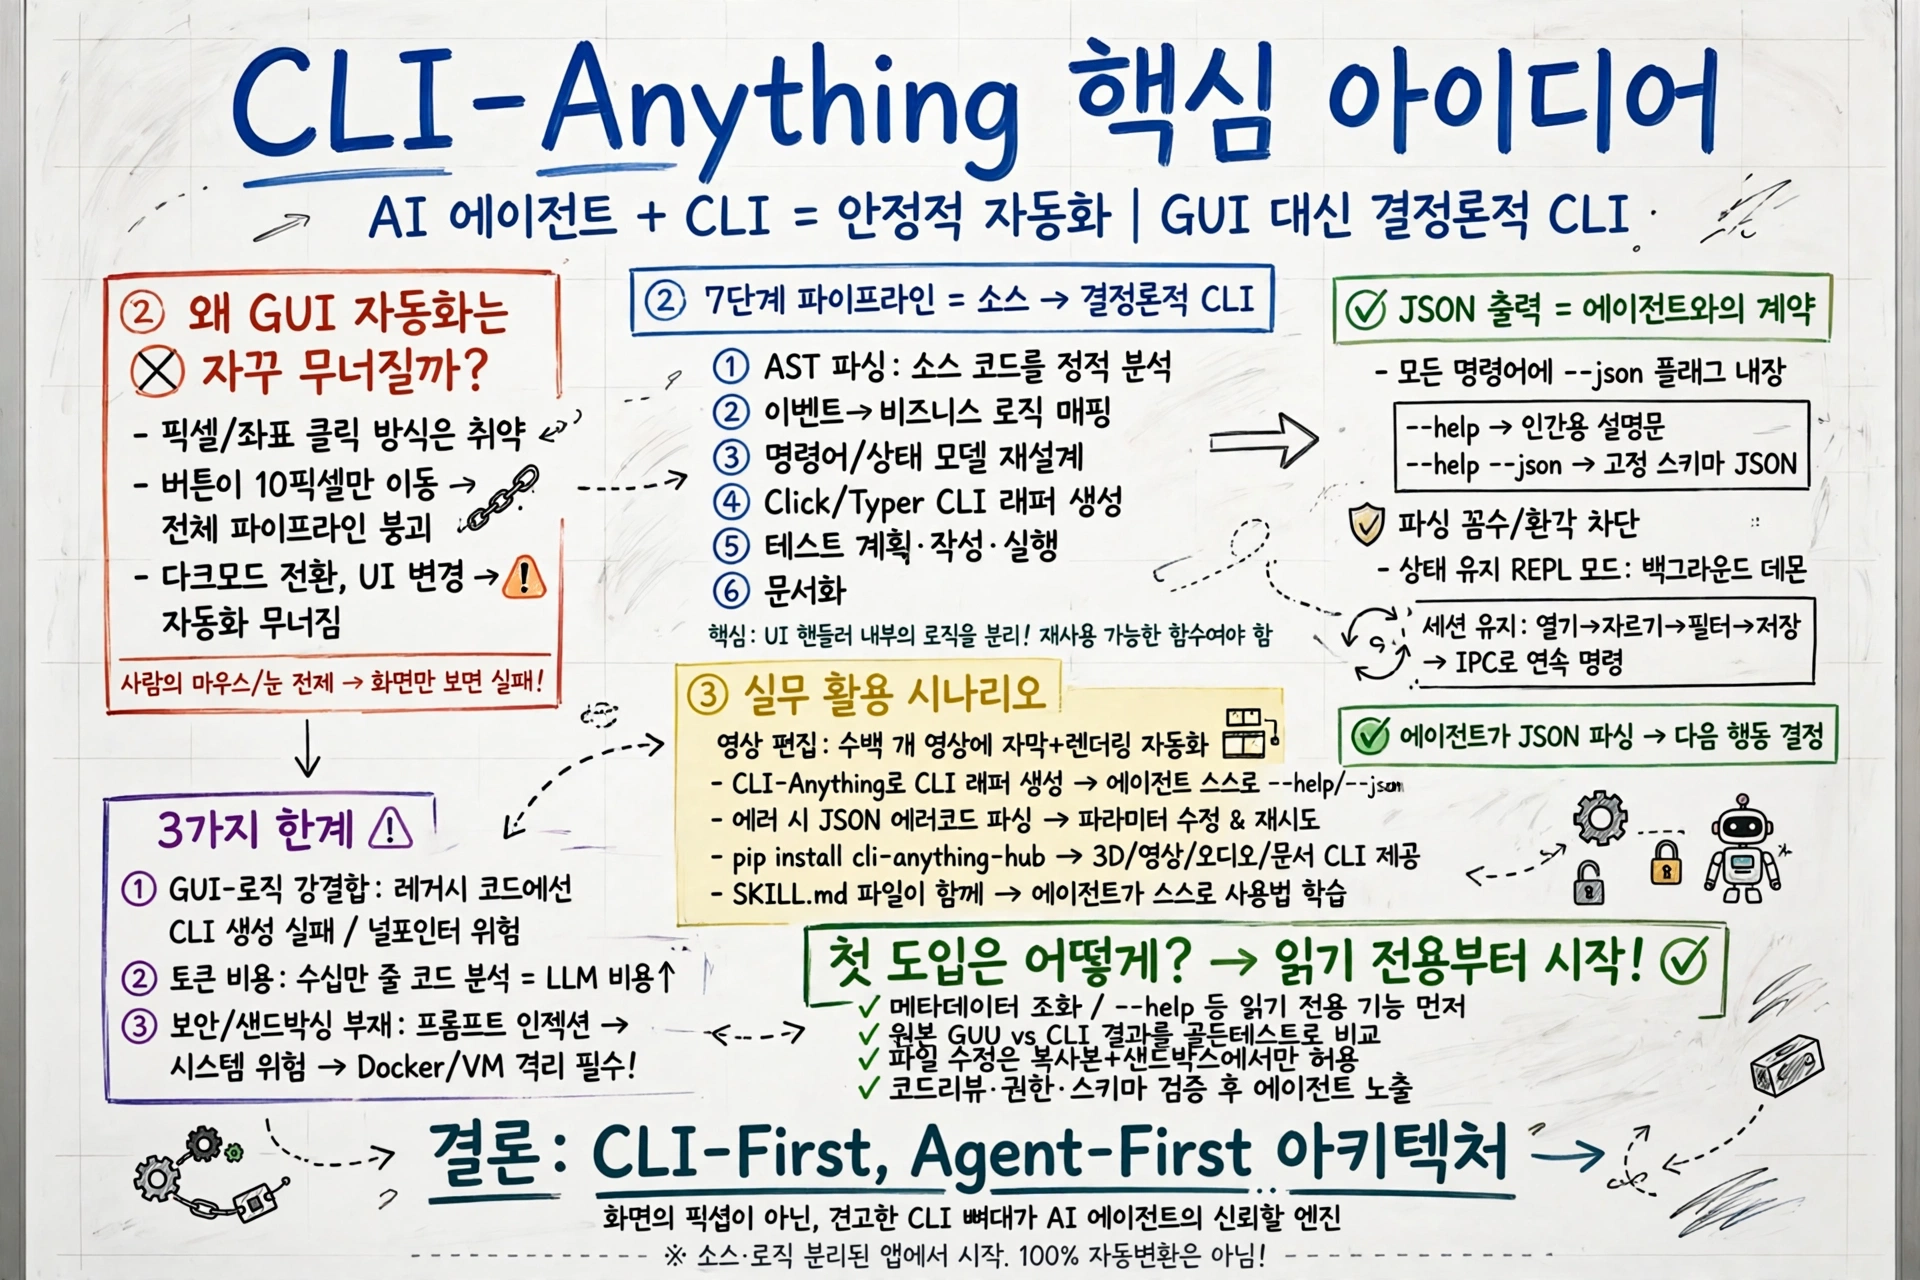 CLI-Anything 핵심 아이디어
AI 에이전트 + CLI = 안정적 자동화 | GUI 대신 결정론적 CLI
② 왜 GUI 자동화는
자꾸 무너질까?
- 픽셀/좌표 클릭 방식은 취약
- 버튼이 10픽셀만 이동 →
전체 파이프라인 붕괴
- 다크모드 전환, UI 변경 →
자동화 무너짐
사람의 마우스/눈 전제 → 화면만 보면 실패!
3가지 한계
① GUI-로직 강결합: 레거시 코드에선
CLI 생성 실패 / 널포인터 위험
② 토큰 비용: 수십만 줄 코드 분석 = LLM 비용↑
③ 보안/샌드박싱 부재: 프롬프트 인젝션 →
시스템 위험 → Docker/VM 격리 필수!
② 7단계 파이프라인 = 소스 → 결정론적 CLI
① AST 파싱: 소스 코드를 정적 분석
② 이벤트→비즈니스 로직 매핑
③ 명령어/상태 모델 재설계
④ Click/Typer CLI 래퍼 생성
⑤ 테스트 계획·작성·실행
⑥ 문서화
핵심: UI 핸들러 내부의 로직을 분리! 재사용 가능한 함수여야 함
③ 실무 활용 시나리오
영상 편집: 수백 개 영상에 자막+렌더링 자동화
- CLI-Anything로 CLI 래퍼 생성 → 에이전트 스스로 --help/--json
- 에러 시 JSON 에러코드 파싱 → 파라미터 수정 & 재시도
- pip install cli-anything-hub → 3D/영상/오디오/문서 CLI 제공
- SKILL.md 파일이 함께 → 에이전트가 스스로 사용법 학습
JSON 출력 = 에이전트와의 계약
- 모든 명령어에 --json 플래그 내장
--help → 인간용 설명문
--help --json → 고정 스키마 JSON
파싱 꼼수/환각 차단
- 상태 유지 REPL 모드: 백그라운드 데몬
세션 유지: 열기→자르기→필터→저장
→ IPC로 연속 명령
에이전트가 JSON 파싱 → 다음 행동 결정
첫 도입은 어떻게? → 읽기 전용부터 시작!
✓ 메타데이터 조화 / --help 등 읽기 전용 기능 먼저
✓ 원본 GUU vs CLI 결과를 골든테스트로 비교
✓ 파일 수정은 복사본+샌드박스에서만 허용
✓ 코드리뷰·권한·스키마 검증 후 에이전트 노출
결론: CLI-First, Agent-First 아키텍처 →
화면의 픽셉이 아닌, 견고한 CLI 뼈대가 AI 에이전트의 신뢰할 엔진
※ 소스·로직 분리된 앱에서 시작. 100% 자동변환은 아님!